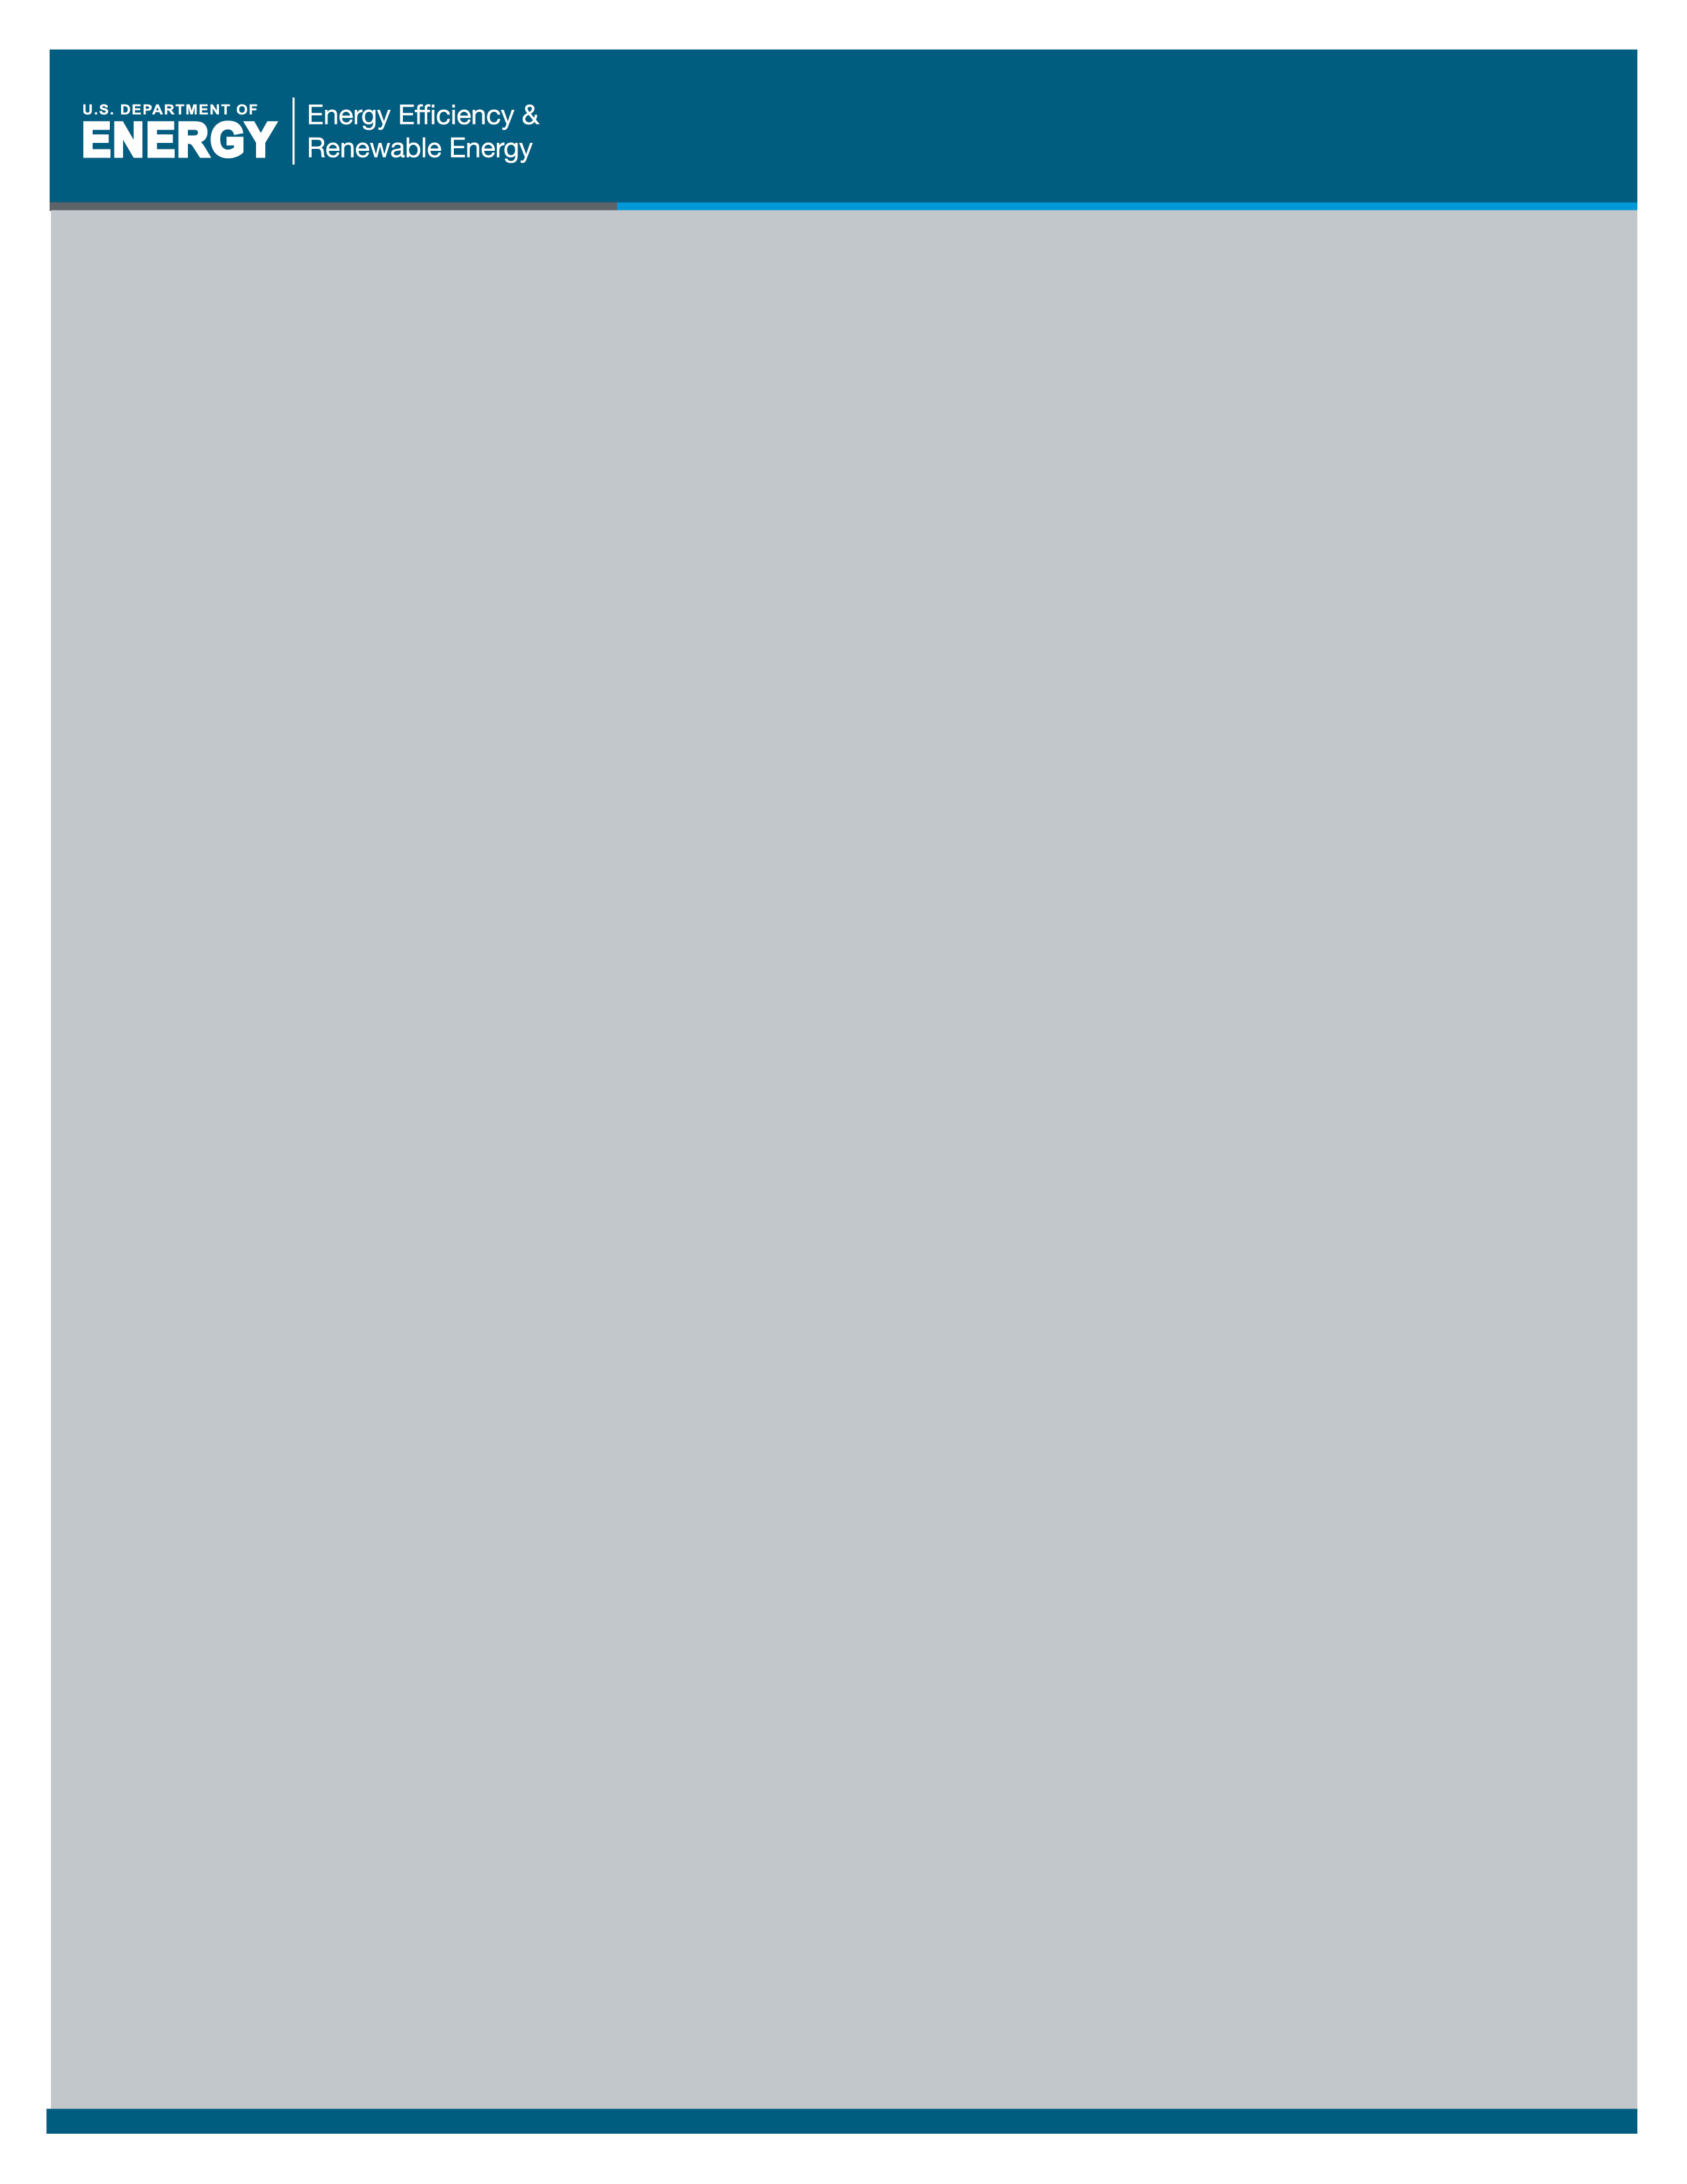 U.S. DEPARTMENT OF
ENERGY
Energy Efficiency &
Renewable Energy